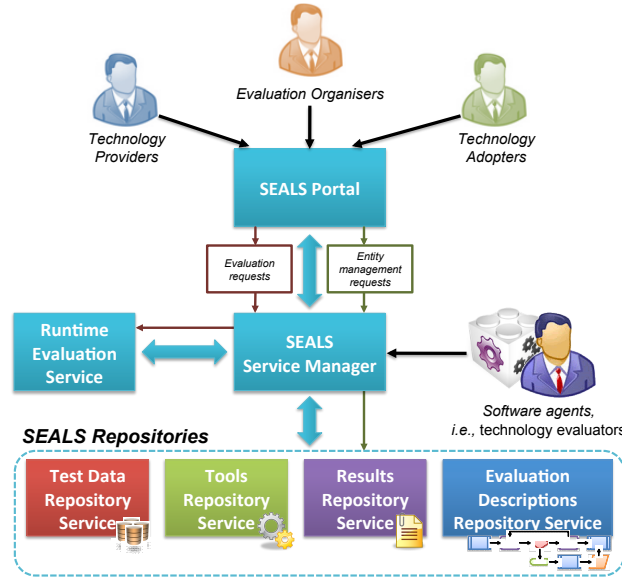 Evaluation Organisers
Technology
Providers
Technology
Adopters
SEALS Portal
Evaluation
requests
Entity
management
requests
Runtime
Evaluation
Service
SEALS
Service Manager
Software agents,
i.e., technology evaluators
SEALS Repositories
Test Data
Repository
Service
Tools
Repository
Service
Results
Repository
Service
Evaluation
Descriptions
Repository Service